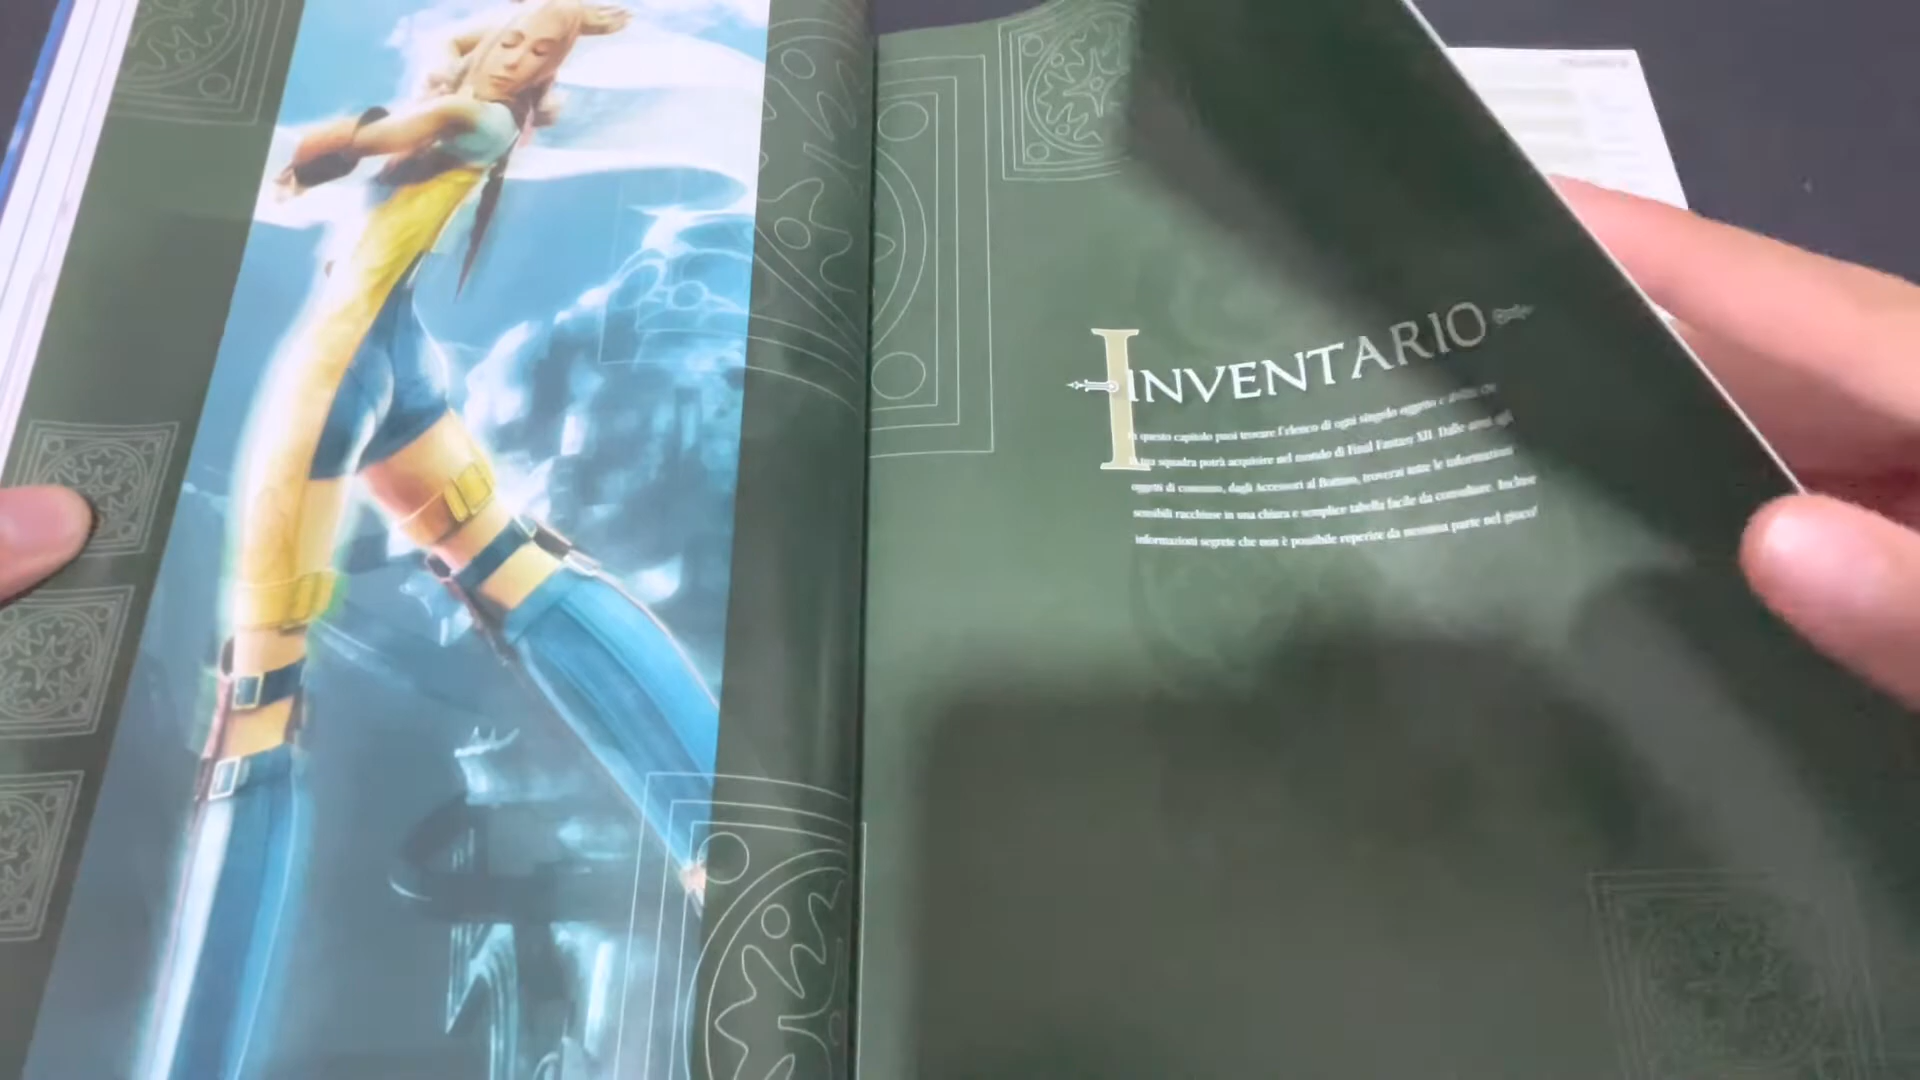 INVENTARIO
In questo capitolo puoi trovare l'elenco di ogni singolo oggetto e
la tua squadra potrà acquisire nel mondo di Final Fantasy XII. Dalle armi agli
oggetti di consumo, dagli Accessori al Bottino, troverai tutte le informazioni
sensibili racchiuse in una chiara e semplice tabella facile da consultare. Incluse
informazioni segrete che non è possibile reperire da nessuna parte nel gioco!